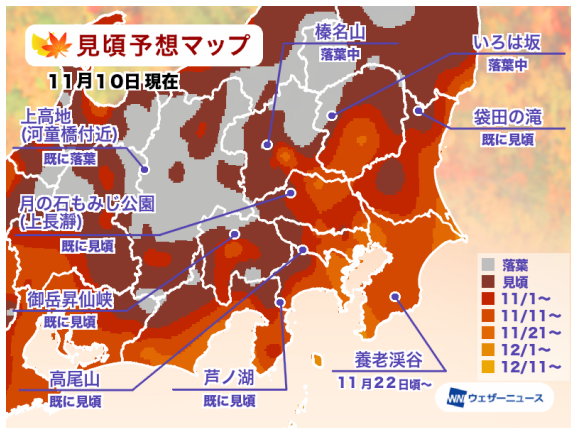 見頃予想マップ
11月10日現在
榛名山
落葉中
いろは坂
落葉中
上高地
(河童橋付近)
既に落葉
袋田の滝
既に見頃
月の石もみじ公園
(上長瀞)
既に見頃
御岳昇仙峡
既に見頃
高尾山
既に見頃
芦ノ湖
既に見頃
養老渓谷
11月22日頃~
落葉
見頃
11/1~
11/11~
11/21~
12/1~
12/11~
WN ウェザーニュース